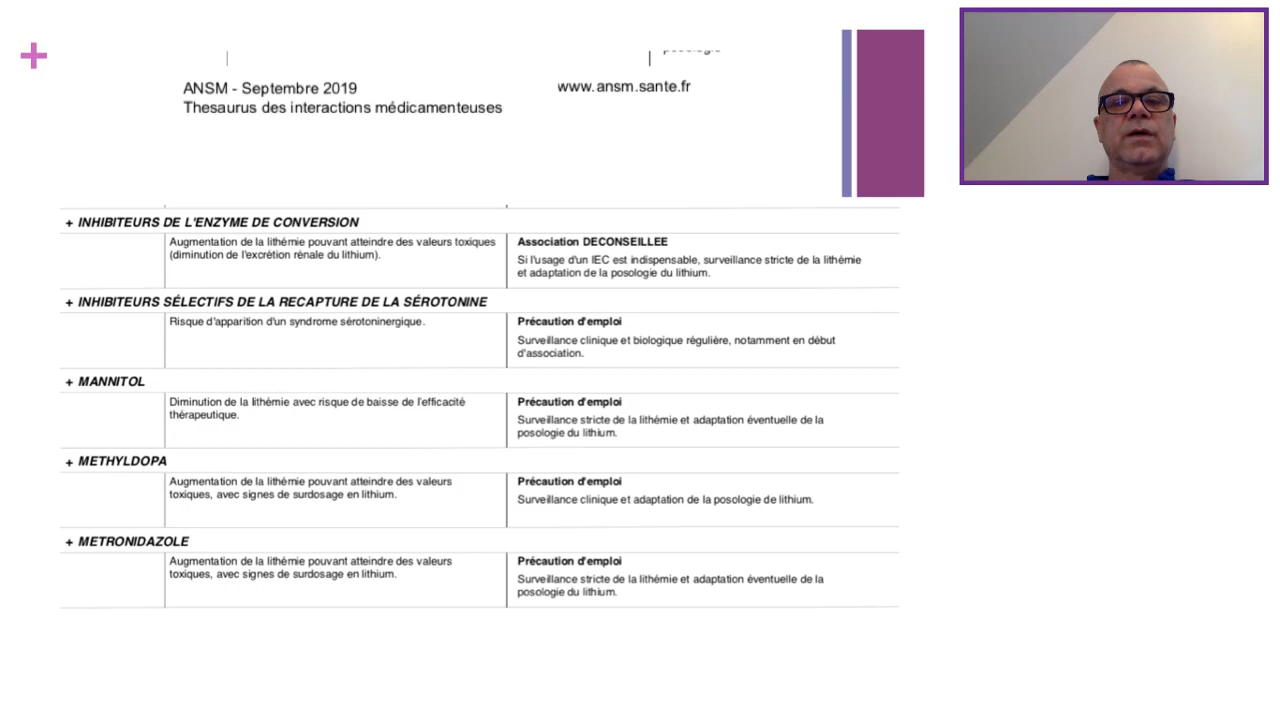 posologie
ANSM - Septembre 2019
www.ansm.sante.fr
Thesaurus des interactions médicamenteuses
+ INHIBITEURS DE L'ENZYME DE CONVERSION
Augmentation de la lithémie pouvant atteindre des valeurs toxiques
(diminution de l'excrétion rénale du lithium).
Association DECONSEILLEE
Si l'usage d'un IEC est indispensable, surveillance stricte de la lithémie
et adaptation de la posologie du lithium.
+ INHIBITEURS SÉLECTIFS DE LA RECAPTURE DE LA SÉROTONINE
Risque d'apparition d'un syndrome sérotoninergique.
Précaution d'emploi
Surveillance clinique et biologique régulière, notamment en début
d'association.
+ MANNITOL
Diminution de la lithémie avec risque de baisse de l'efficacité
thérapeutique.
Précaution d'emploi
Surveillance stricte de la lithémie et adaptation éventuelle de la
posologie du lithium.
+ METHYLDOPA
Augmentation de la lithémie pouvant atteindre des valeurs
toxiques, avec signes de surdosage en lithium.
Précaution d'emploi
Surveillance clinique et adaptation de la posologie de lithium.
+ METRONIDAZOLE
Augmentation de la lithémie pouvant atteindre des valeurs
toxiques, avec signes de surdosage en lithium.
Précaution d'emploi
Surveillance stricte de la lithémie et adaptation éventuelle de la
posologie du lithium.